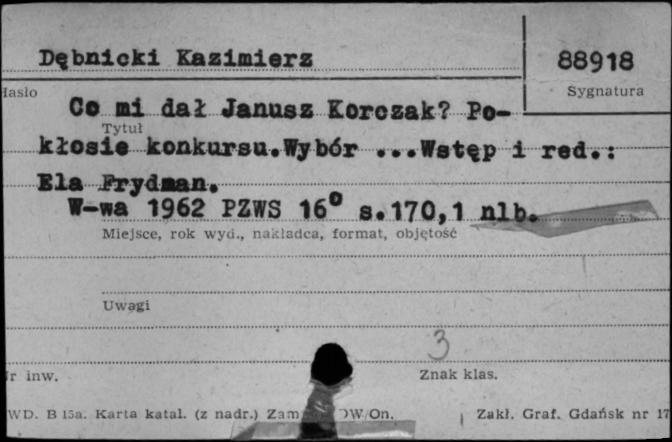 Dębnicki Kazimierz
88918
Hasło
Sygnatura
Co mi dał Janusz Korczak? Po-
Tytuł
kłosie konkursu.Wybór ...Wstęp i red.:
Ela Frydman.
W-wa 1962 PZWS 16° s.170,1 nlb.
Miejsce, rok wyd., nakładca, format, objętość
Uwagi
3
Nr inw.
Znak klas.
WD. B 15a. Karta katal. (z nadr.) Zam OW/On.
Zakł. Graf. Gdańsk nr 17